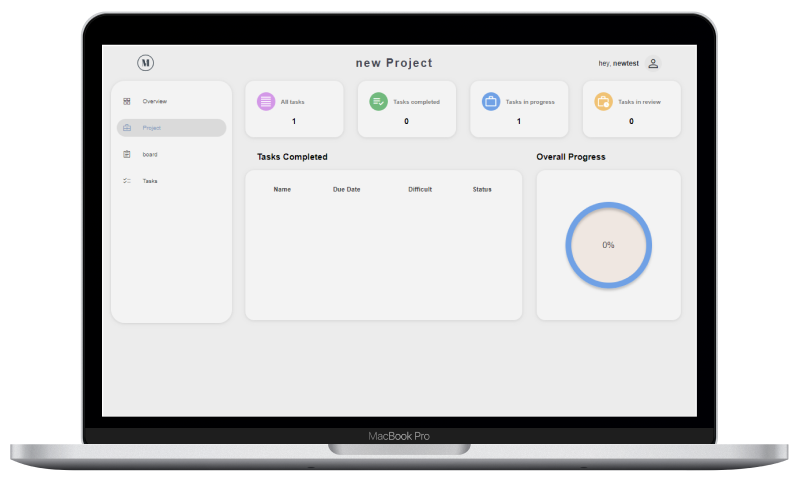 M
new Project
hey, newtest
Overview
Project
board
Tasks
All tasks
1
Tasks completed
0
Tasks in progress
1
Tasks in review
0
Tasks Completed
Name Due Date Difficult Status
Overall Progress
0%
MacBook Pro